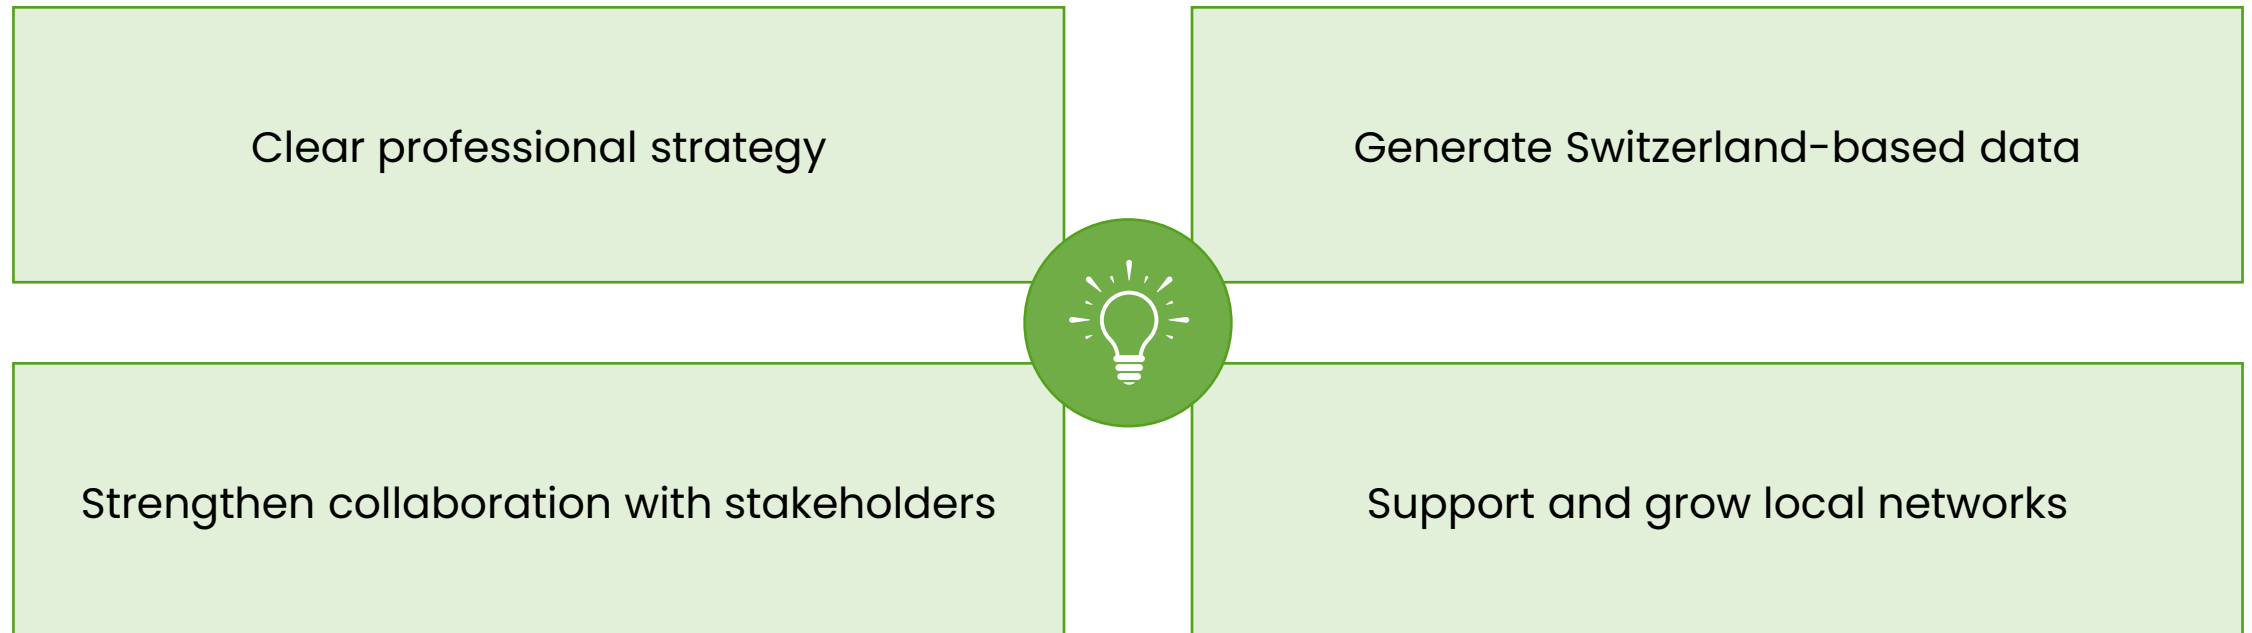 Clear professional strategy
Generate Switzerland-based data
Strengthen collaboration with stakeholders
Support and grow local networks